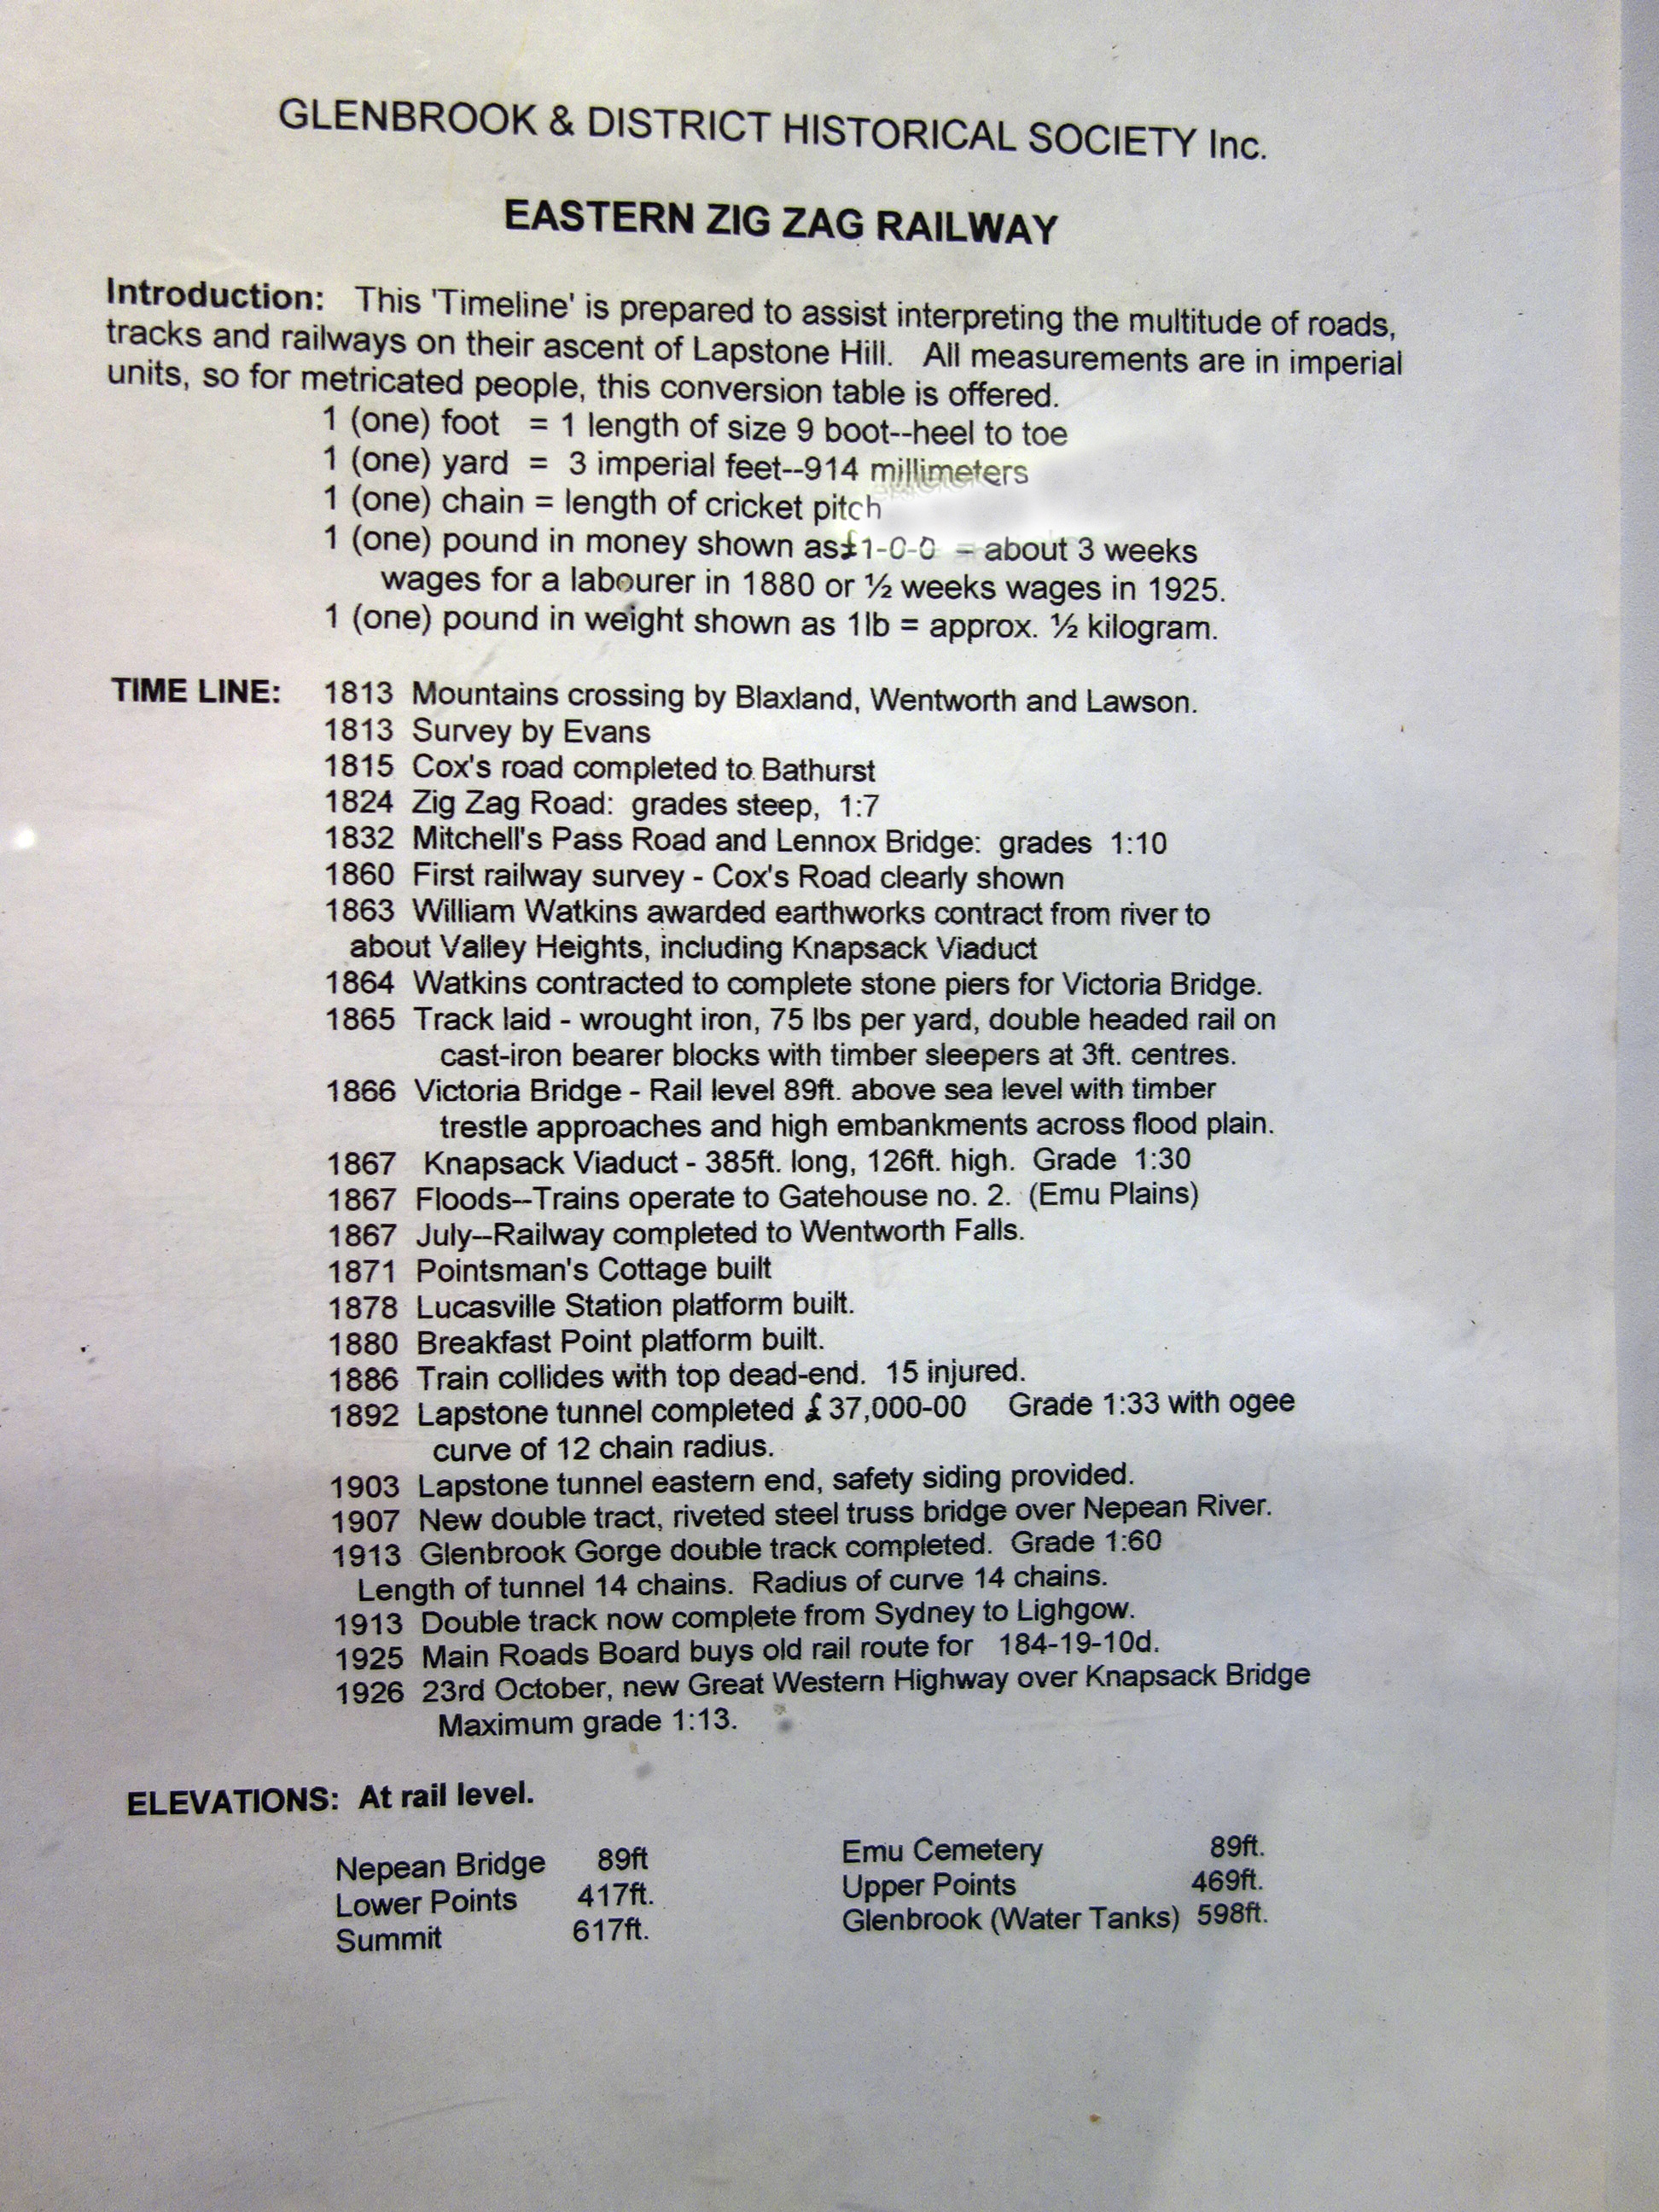 GLENBROOK & DISTRICT HISTORICAL SOCIETY Inc.
EASTERN ZIG ZAG RAILWAY
Introduction: This 'Timeline' is prepared to assist interpreting the multitude of roads,
tracks and railways on their ascent of Lapstone Hill. All measurements are in imperial
units, so for metricated people, this conversion table is offered.
1 (one) foot = 1 length of size 9 boot--heel to toe
1 (one) yard = 3 imperial feet--914 millimeters
1 (one) chain = length of cricket pitch
1 (one) pound in money shown as£1-0-0 = about 3 weeks
wages for a labourer in 1880 or ½ weeks wages in 1925.
1 (one) pound in weight shown as 1lb = approx. ½ kilogram.
TIME LINE: 1813 Mountains crossing by Blaxland, Wentworth and Lawson.
1813 Survey by Evans
1815 Cox's road completed to Bathurst
1824 Zig Zag Road: grades steep, 1:7
1832 Mitchell's Pass Road and Lennox Bridge: grades 1:10
1860 First railway survey - Cox's Road clearly shown
1863 William Watkins awarded earthworks contract from river to
about Valley Heights, including Knapsack Viaduct
1864 Watkins contracted to complete stone piers for Victoria Bridge.
1865 Track laid - wrought iron, 75 lbs per yard, double headed rail on
cast-iron bearer blocks with timber sleepers at 3ft. centres.
1866 Victoria Bridge - Rail level 89ft. above sea level with timber
trestle approaches and high embankments across flood plain.
1867 Knapsack Viaduct - 385ft. long, 126ft. high. Grade 1:30
1867 Floods--Trains operate to Gatehouse no. 2. (Emu Plains)
1867 July--Railway completed to Wentworth Falls.
1871 Pointsman's Cottage built
1878 Lucasville Station platform built.
1880 Breakfast Point platform built.
1886 Train collides with top dead-end. 15 injured.
1892 Lapstone tunnel completed £37,000-00 Grade 1:33 with ogee
curve of 12 chain radius.
1903 Lapstone tunnel eastern end, safety siding provided.
1907 New double tract, riveted steel truss bridge over Nepean River.
1913 Glenbrook Gorge double track completed. Grade 1:60
Length of tunnel 14 chains. Radius of curve 14 chains.
1913 Double track now complete from Sydney to Lighgow.
1925 Main Roads Board buys old rail route for 184-19-10d.
1926 23rd October, new Great Western Highway over Knapsack Bridge
Maximum grade 1:13.
ELEVATIONS: At rail level.
Nepean Bridge 89ft Emu Cemetery 89ft.
Lower Points 417ft. Upper Points 469ft.
Summit 617ft. Glenbrook (Water Tanks) 598ft.